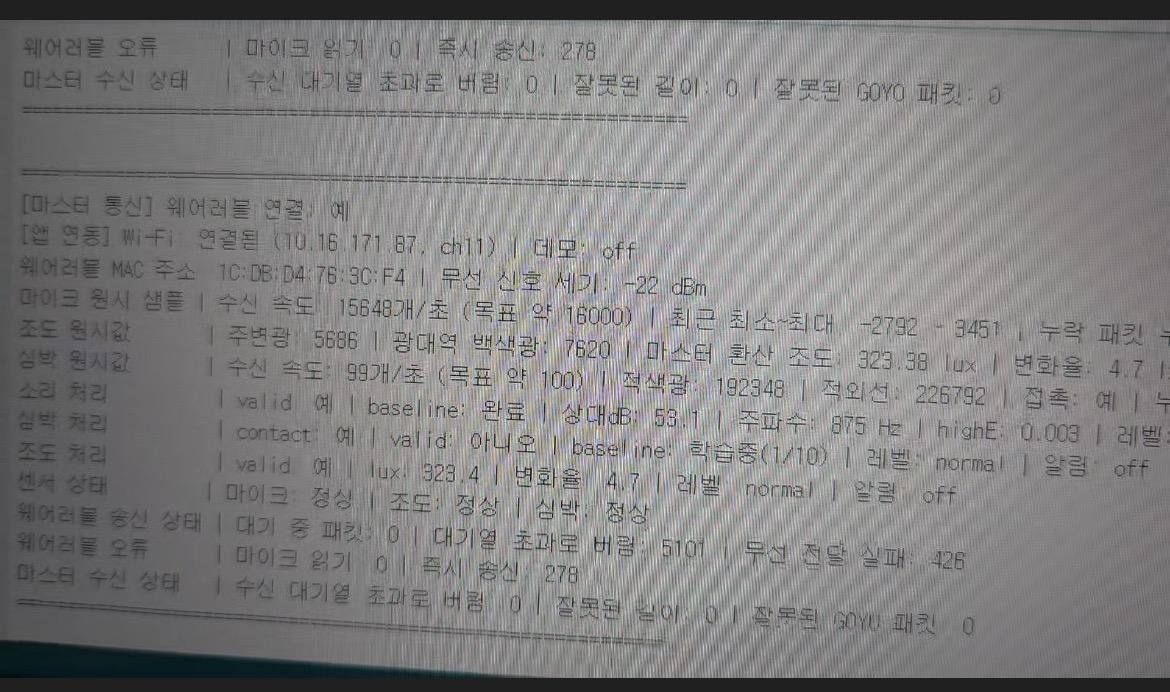 웨어러블 오류 | 마이크 읽기: 0 | 즉시 송신: 278
마스터 수신 상태 | 수신 대기열 초과로 버림: 0 | 잘못된 길이: 0 | 잘못된 GOYO 패킷: 0
[마스터 통신] 웨어러블 연결: 예
[앱 연동] Wi-Fi: 연결됨 (10.16.171.87, ch11) | 데모: off
웨어러블 MAC 주소 1C:DB:D4:76:3C:F4 | 무선 신호 세기: -22 dBm
마이크 원시 샘플 | 수신 속도: 15648개/초 (목표 약 16000) | 최근 최소~최대 -2792 ~ 3451 | 누락 패킷
조도 원시값 | 주변광: 5686 | 광대역 백색광: 7620 | 마스터 환산 조도: 323.38 lux | 변화율: 4.7
심박 원시값 | 수신 속도: 99개/초 (목표 약 100) | 적색광: 192348 | 적외선: 226792 | 접촉: 예 |
소리 처리 | valid 예 | baseline: 완료 | 상대dB: 53.1 | 주파수: 875 Hz | highE: 0.003 | 레벨:
심박 처리 | contact: 예 | valid: 아니오 | baseline: 학습중(1/10) | 레벨: normal | 알림: off
조도 처리 | valid 예 | lux: 323.4 | 변화율 4.7 | 레벨 normal | 알림: off
센서 상태 | 마이크: 정상 | 조도: 정상 | 심박: 정상
웨어러블 송신 상태 | 대기 중 패킷: 0 | 대기열 초과로 버림: 5101 | 무선 전달 실패: 426
웨어러블 오류 | 마이크 읽기 0 | 즉시 송신 278
마스터 수신 상태 | 수신 대기열 초과로 버림 0 | 잘못된 길이: 0 | 잘못된 GOYO 패킷 0